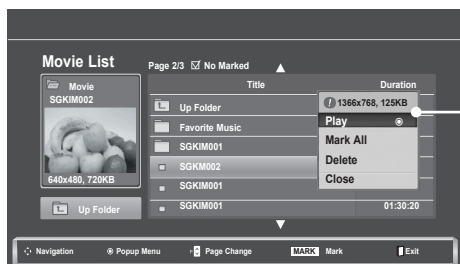 Movie List
Page 2/3 ☑ No Marked
Movie
SGKIM002
640x480, 720KB
Up Folder
Title
Duration
Up Folder
Favorite Music
SGKIM001
SGKM002
SGKIM001
SGKIM001
01:30:20
1366x768, 125KB
Play
Mark All
Delete
Close
Navigation
Popup Menu
Page Change
MARK Mark
Exit